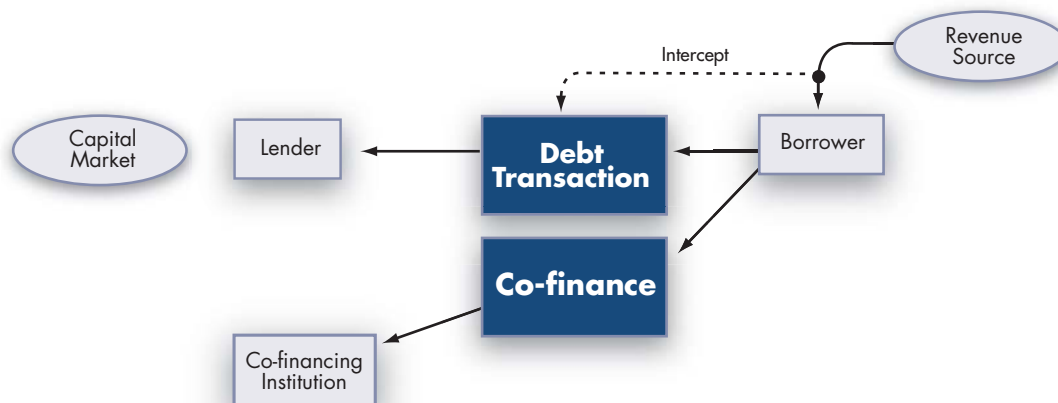 Revenue
Source
Intercept
Capital
Market
Lender
Debt
Transaction
Borrower
Co-finance
Co-financing
Institution